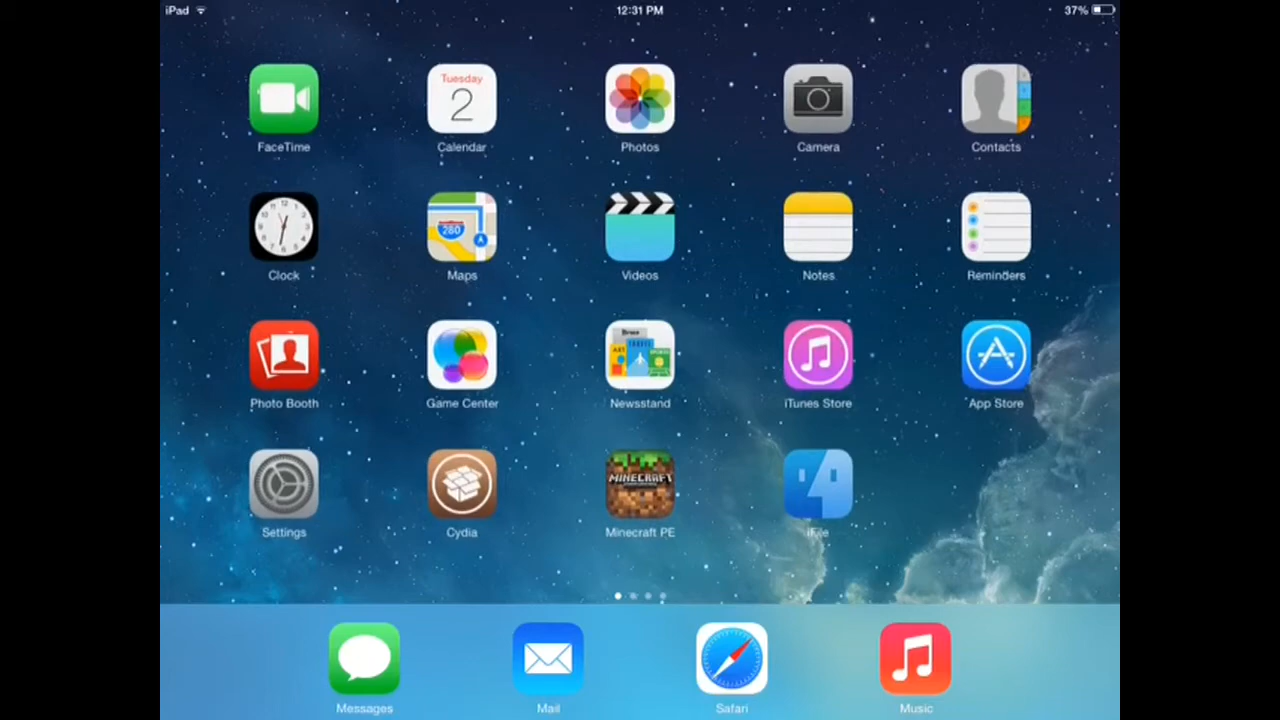 iPad 12:31 PM 37%
Tuesday
2
FaceTime Calendar Photos Camera Contacts
280
Clock Maps Videos Notes Reminders
Photo Booth Game Center Newsstand iTunes Store App Store
MINECRAFT
Settings Cydia Minecraft PE iFile
Messages Mail Safari Music